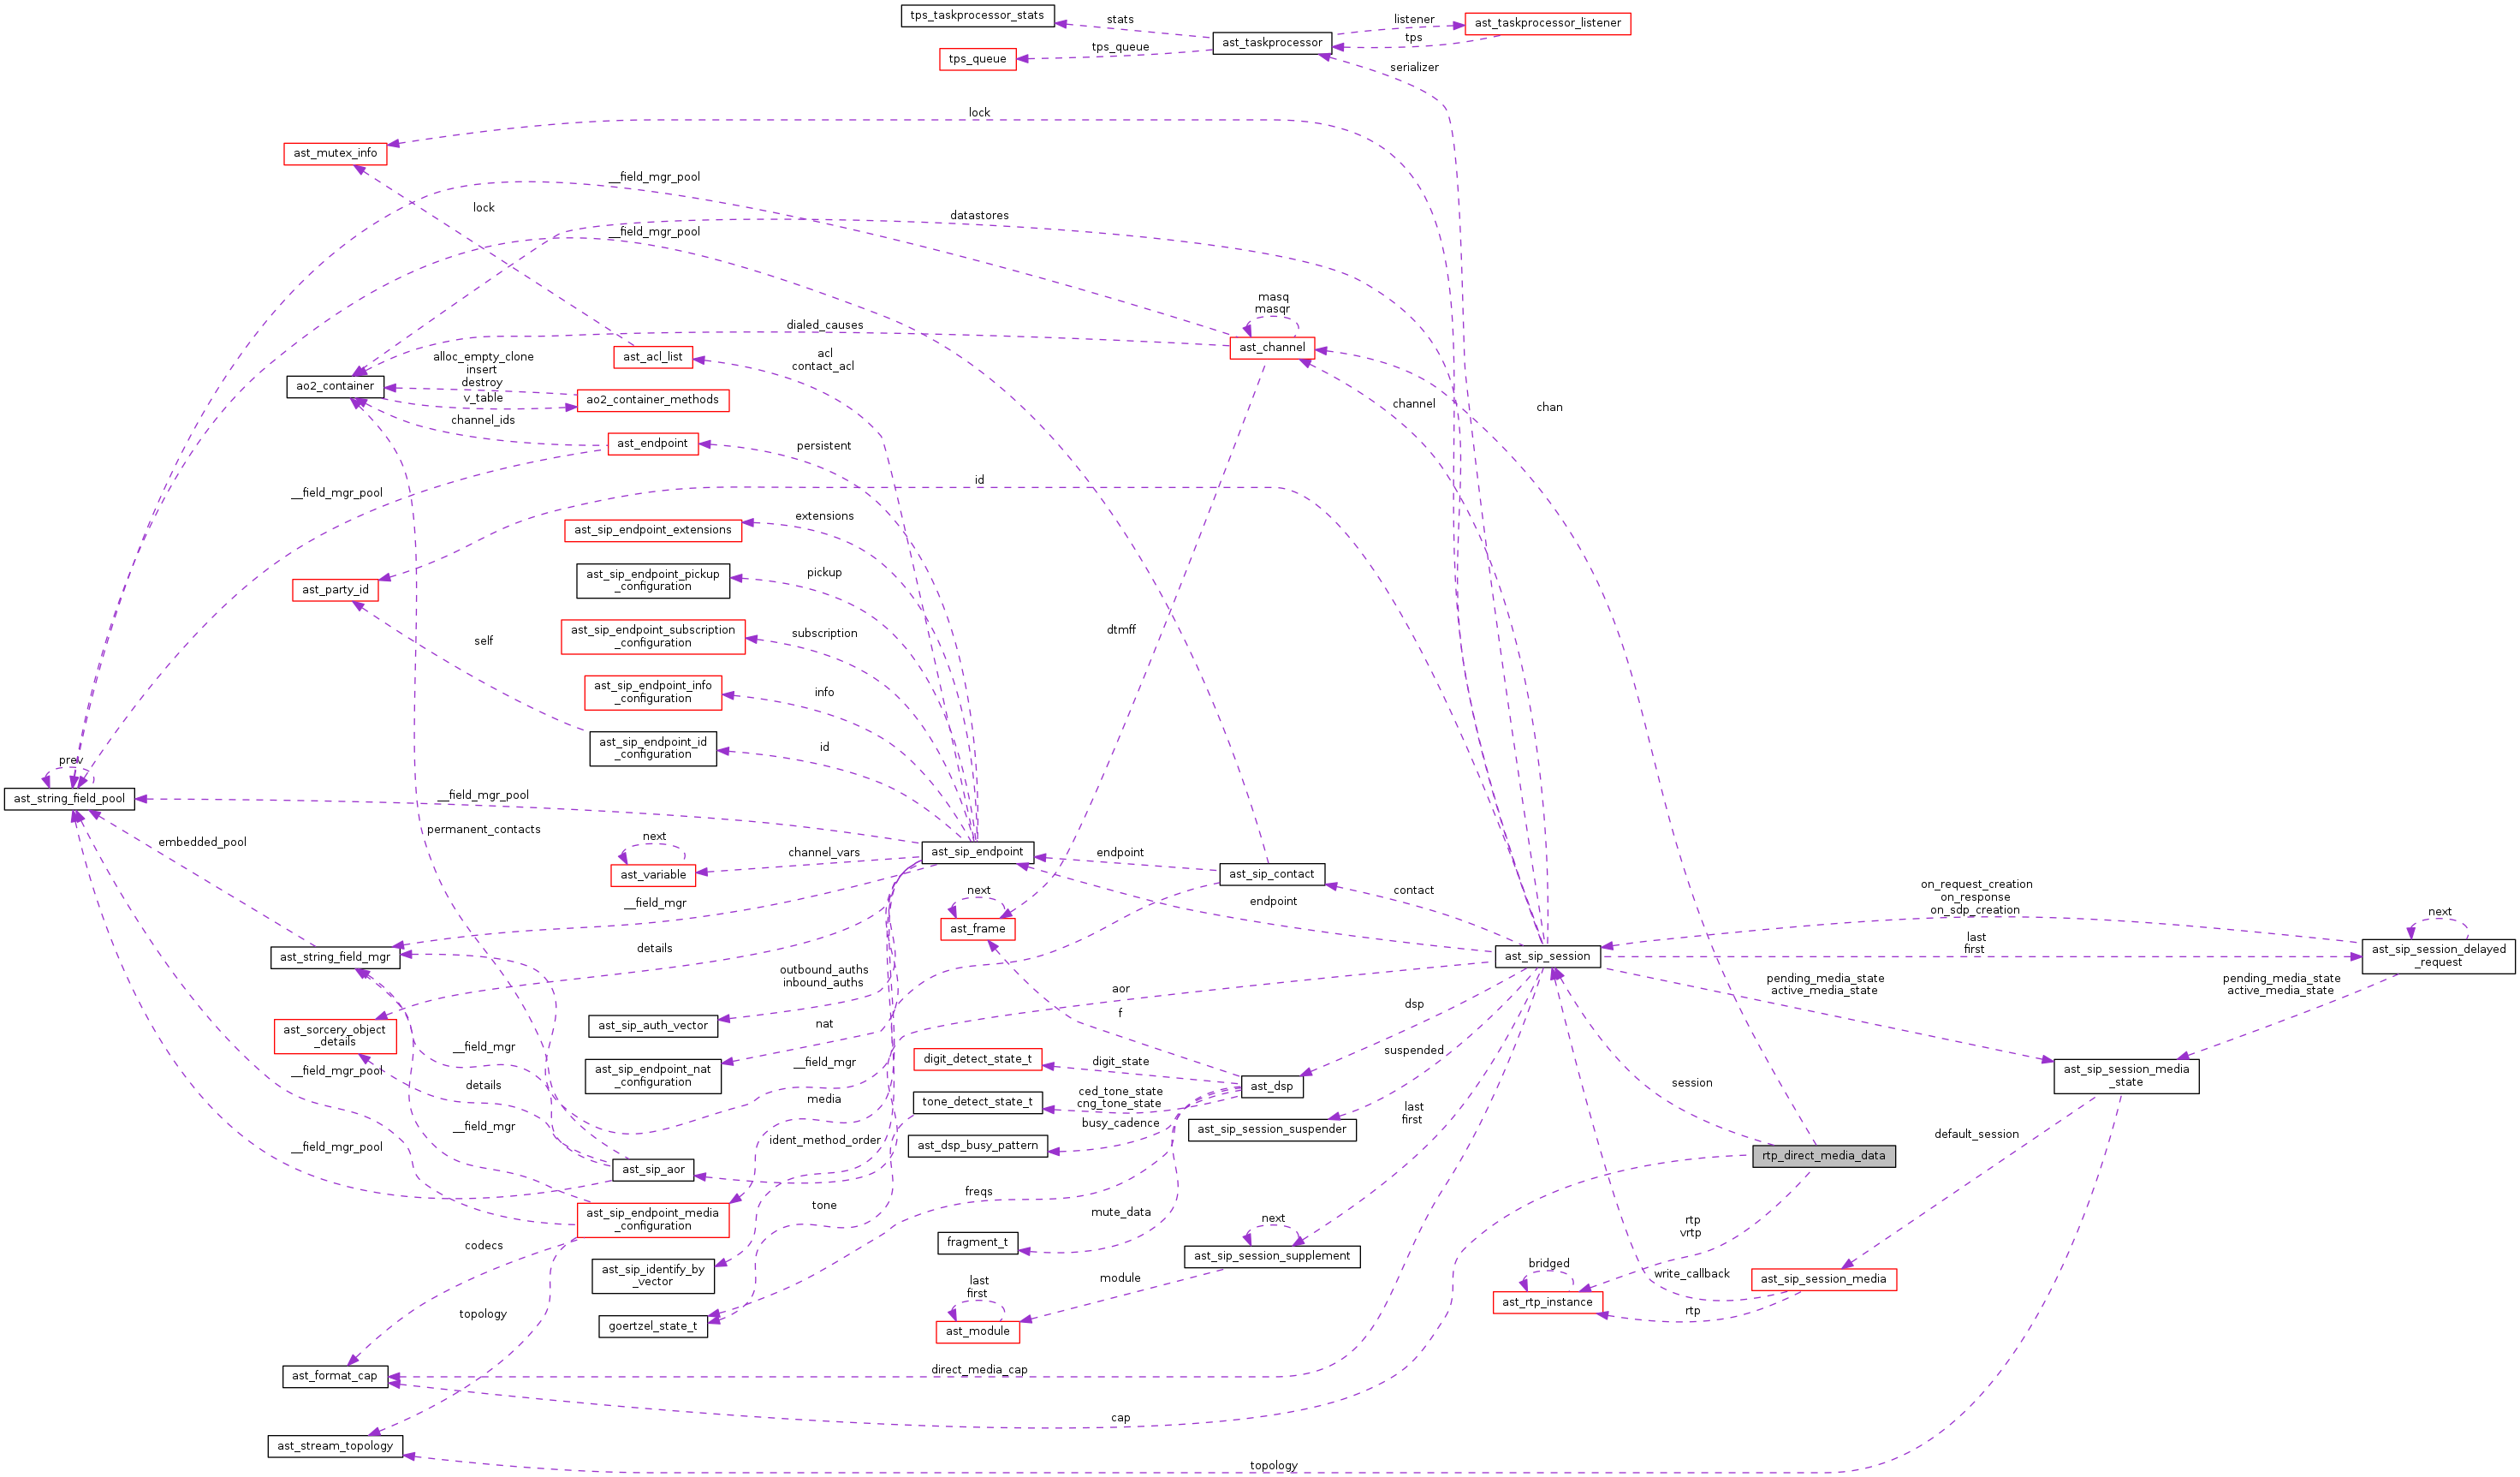 tps_taskprocessor_stats
stats
listener
ast_taskprocessor_listener
tps_queue
tps_queue
ast_taskprocessor
tps
serializer
lock
ast_mutex_info
__field_mgr_pool
lock
datastores
__field_mgr_pool
masq
masqr
dialed_causes
ast_channel
alloc_empty_clone
insert
destroy
ast_acl_list
acl
contact_acl
ao2_container
v_table
ao2_container_methods
channel
chan
channel_ids
ast_endpoint
persistent
id
__field_mgr_pool
extensions
ast_sip_endpoint_extensions
pickup
ast_sip_endpoint_pickup
_configuration
ast_party_id
subscription
ast_sip_endpoint_subscription
_configuration
dtmff
self
info
ast_sip_endpoint_info
_configuration
id
ast_sip_endpoint_id
_configuration
prev
ast_string_field_pool
__field_mgr_pool
permanent_contacts
embedded_pool
next
ast_variable
channel_vars
ast_sip_endpoint
endpoint
ast_sip_contact
contact
endpoint
__field_mgr
next
ast_frame
on_request_creation
on_response
on_sdp_creation
next
ast_string_field_mgr
details
ast_sip_session
last
first
ast_sip_session_delayed
_request
outbound_auths
inbound_auths
aor
f
dsp
pending_media_state
active_media_state
pending_media_state
active_media_state
ast_sorcery_object
_details
ast_sip_auth_vector
nat
__field_mgr
__field_mgr
__field_mgr_pool
ast_sip_endpoint_nat
_configuration
digit_detect_state_t
digit_state
suspended
ast_sip_session_media
_state
details
media
tone_detect_state_t
ced_tone_state
cng_tone_state
ast_dsp
session
__field_mgr
ident_method_order
busy_cadence
last
first
ast_sip_session_suspender
default_session
__field_mgr_pool
ast_dsp_busy_pattern
rtp_direct_media_data
ast_sip_aor
freqs
tone
mute_data
ast_sip_endpoint_media
_configuration
next
rtp
vrtp
codecs
fragment_t
ast_sip_session_supplement
bridged
write_callback
ast_sip_identify_by
_vector
last
first
module
ast_sip_session_media
ast_rtp_instance
rtp
topology
goertzel_state_t
ast_module
ast_format_cap
direct_media_cap
cap
ast_stream_topology
topology